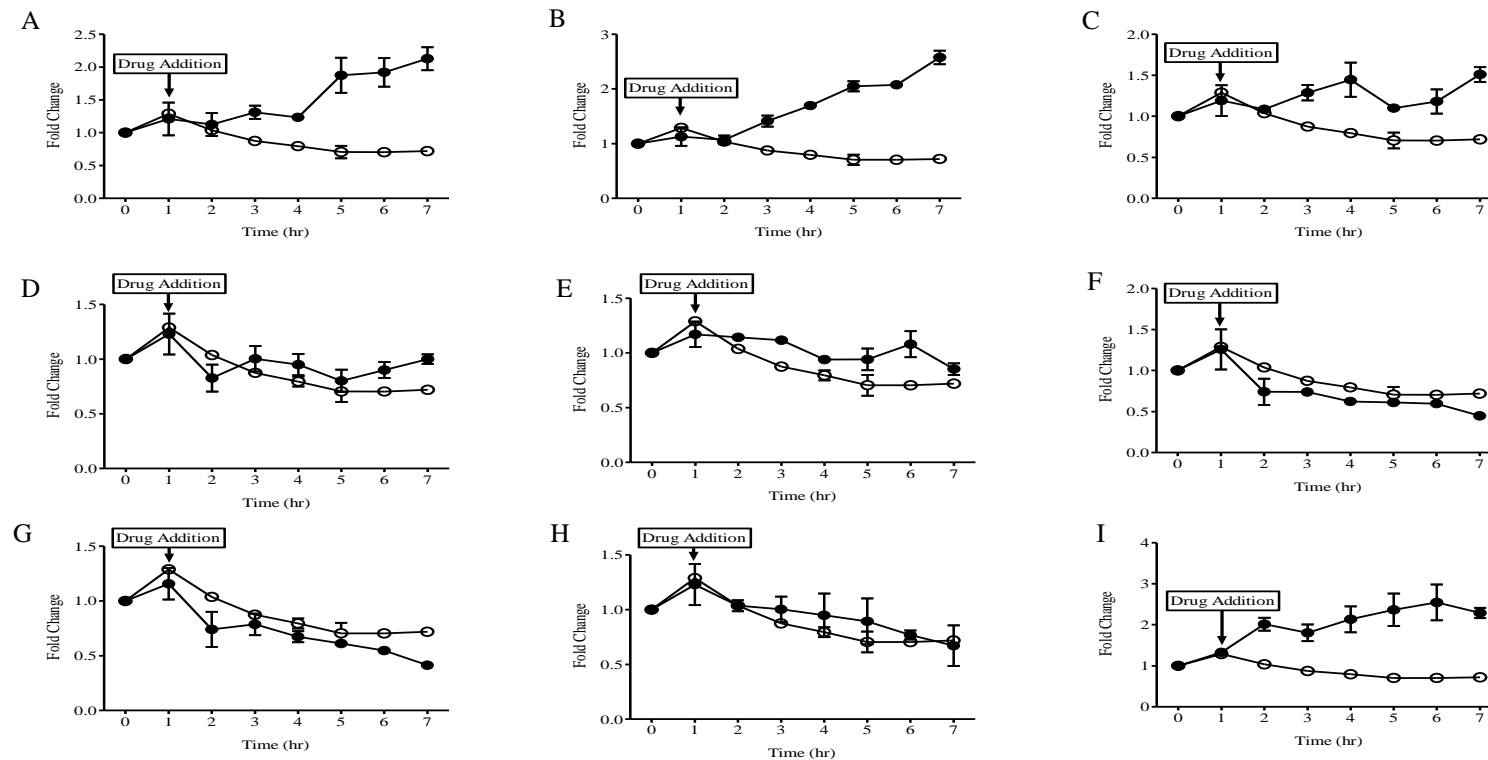 A
Fold Change
2.5
2.0
1.5
1.0
0.5
0.0
Drug Addition
0 1 2 3 4 5 6 7
Time (hr)
B
Fold Change
3
2
1
0
Drug Addition
0 1 2 3 4 5 6 7
Time (hr)
C
Fold Change
2.0
1.5
1.0
0.5
0.0
Drug Addition
0 1 2 3 4 5 6 7
Time (hr)
D
Fold Change
1.5
1.0
0.5
0.0
Drug Addition
0 1 2 3 4 5 6 7
Time (hr)
E
Fold Change
1.5
1.0
0.5
0.0
Drug Addition
0 1 2 3 4 5 6 7
Time (hr)
F
Fold Change
2.0
1.5
1.0
0.5
0.0
Drug Addition
0 1 2 3 4 5 6 7
Time (hr)
G
Fold Change
1.5
1.0
0.5
0.0
Drug Addition
0 1 2 3 4 5 6 7
Time (hr)
H
Fold Change
1.5
1.0
0.5
0.0
Drug Addition
0 1 2 3 4 5 6 7
Time (hr)
I
Fold Change
4
3
2
1
0
Drug Addition
0 1 2 3 4 5 6 7
Time (hr)